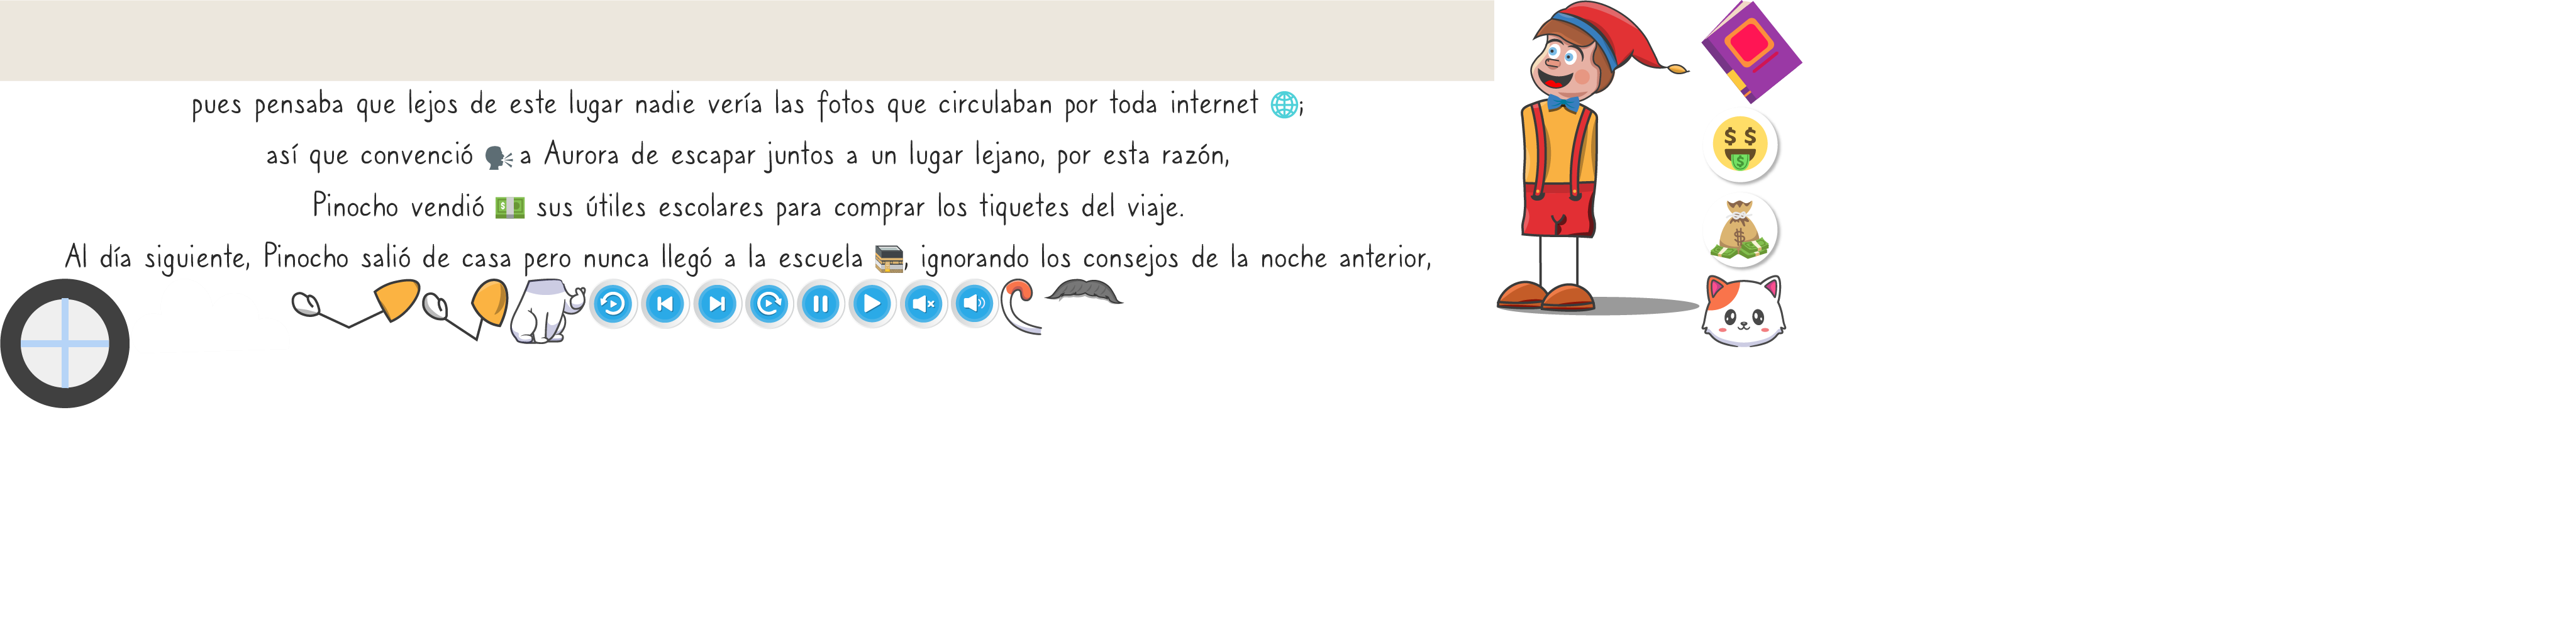 pues pensaba que lejos de este lugar nadie vería las fotos que circulaban por toda internet 🌐;
así que convenció 🗣 a Aurora de escapar juntos a un lugar lejano, por esta razón,
Pinocho vendió 💵 sus útiles escolares para comprar los tiquetes del viaje.
Al día siguiente, Pinocho salió de casa pero nunca llegó a la escuela 🏫, ignorando los consejos de la noche anterior,